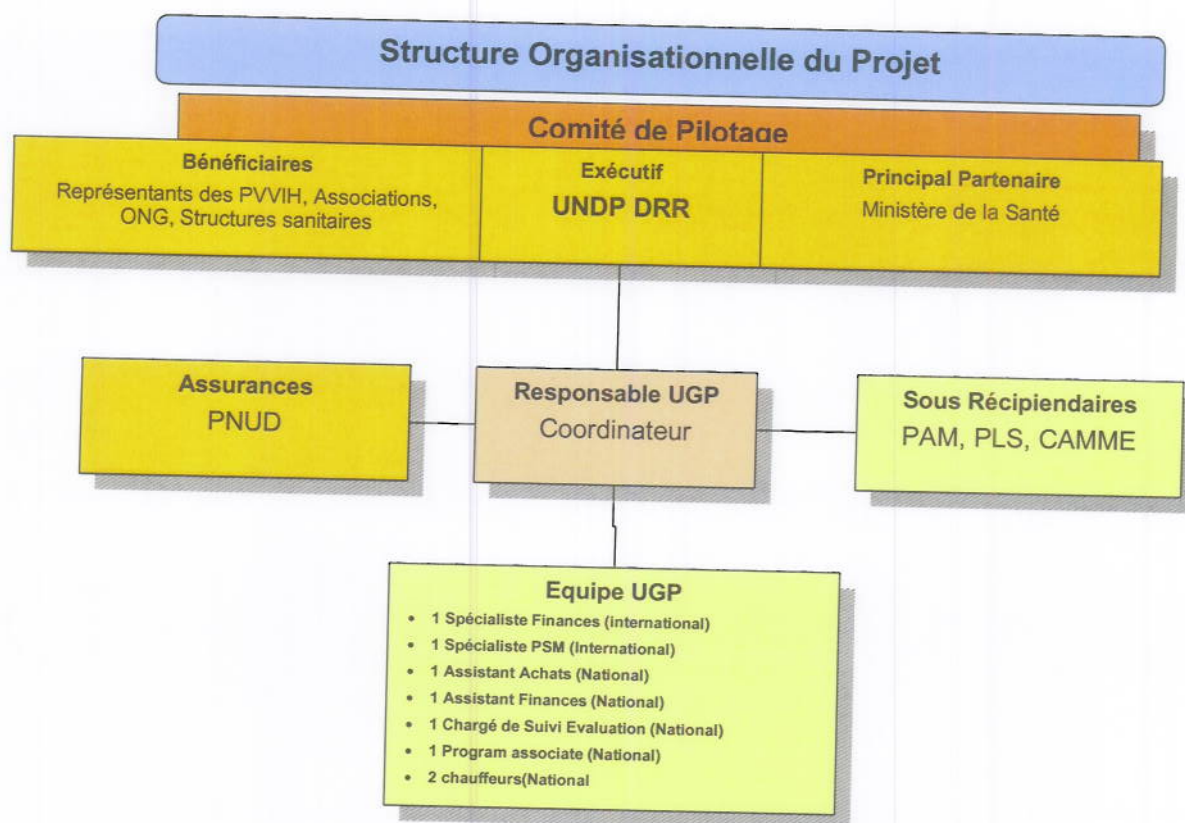 Structure Organisationnelle du Projet
Comité de Pilotage
Bénéficiaires
Représentants des PVVIH, Associations,
ONG, Structures sanitaires
Exécutif
UNDP DRR
Principal Partenaire
Ministère de la Santé
Assurances
PNUD
Responsable UGP
Coordinateur
Sous Récipiendaires
PAM, PLS, CAMME
Equipe UGP
• 1 Spécialiste Finances (international)
• 1 Spécialiste PSM (International)
• 1 Assistant Achats (National)
• 1 Assistant Finances (National)
• 1 Chargé de Suivi Evaluation (National)
• 1 Program associate (National)
• 2 chauffeurs(National